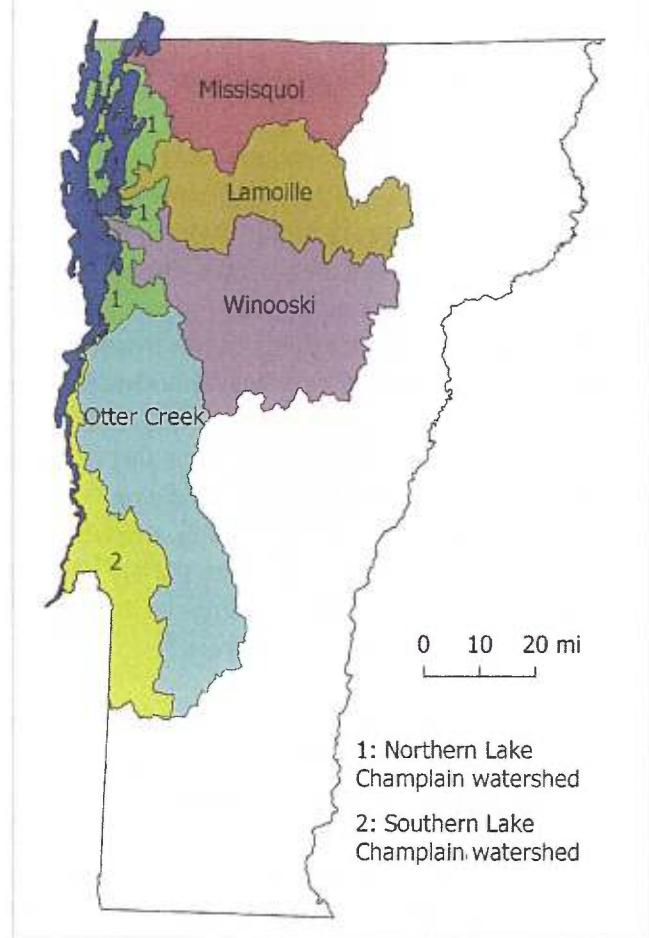 Missisquoi
1
Lamoille
1
Winooski
1
Otter Creek
2
0 10 20 mi
1: Northern Lake
Champlain watershed
2: Southern Lake
Champlain watershed